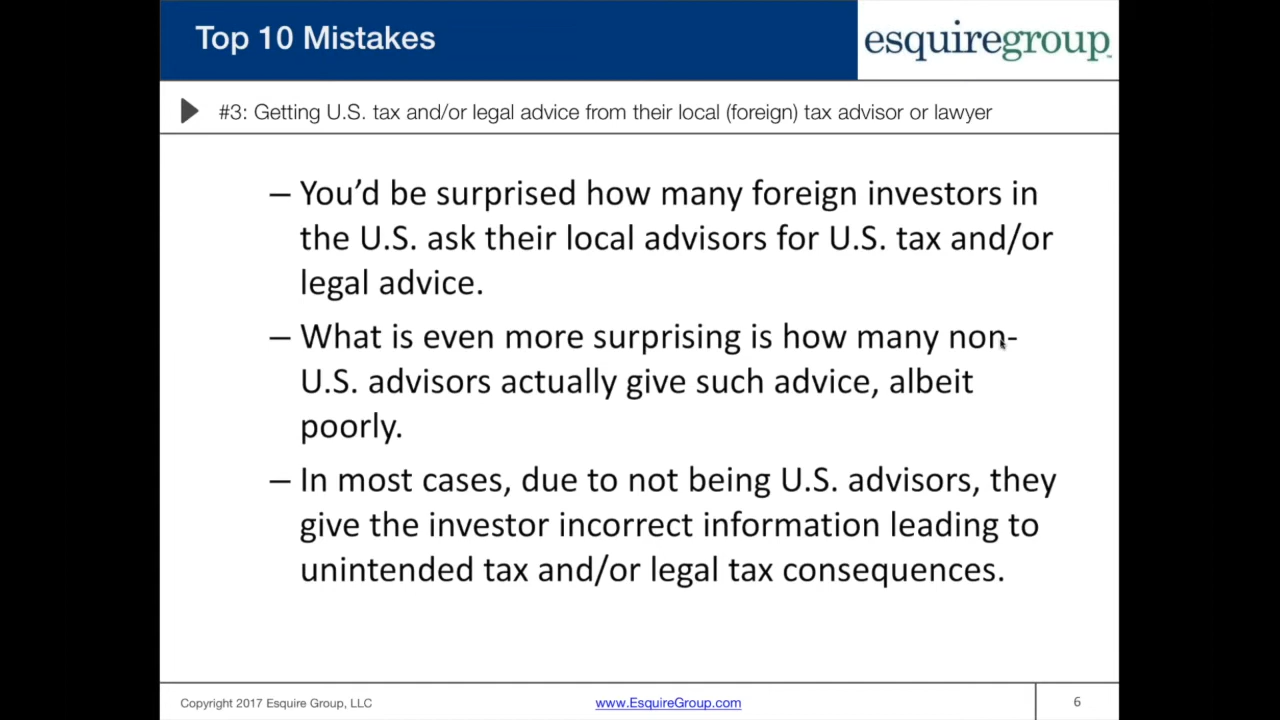 Top 10 Mistakes
esquiregroup
#3: Getting U.S. tax and/or legal advice from their local (foreign) tax advisor or lawyer
– You’d be surprised how many foreign investors in
the U.S. ask their local advisors for U.S. tax and/or
legal advice.
– What is even more surprising is how many non-
U.S. advisors actually give such advice, albeit
poorly.
– In most cases, due to not being U.S. advisors, they
give the investor incorrect information leading to
unintended tax and/or legal tax consequences.
Copyright 2017 Esquire Group, LLC
www.EsquireGroup.com
6